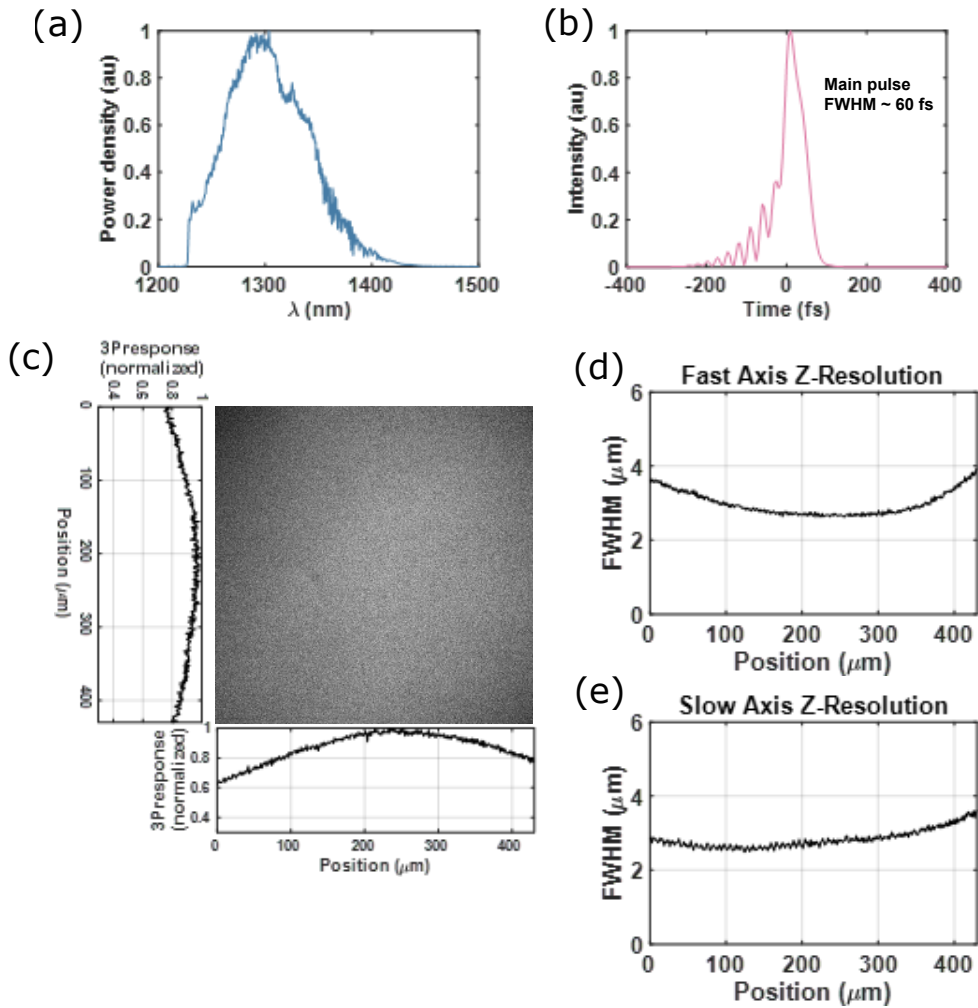 (a)
Power density (au)
1
0.8
0.6
0.4
0.2
0
1200
1300
1400
1500
λ (nm)
(b)
Intensity (au)
1
0.8
0.6
0.4
0.2
0
-400
-200
0
200
400
Time (fs)
Main pulse
FWHM ~ 60 fs
(c)
3P response
(normalized)
0.4
0.6
0.8
1
0
100
200
300
400
Position (μm)
3P response
(normalized)
1
0.8
0.6
0.4
0
100
200
300
400
Position (μm)
(d)
Fast Axis Z-Resolution
FWHM (μm)
6
4
2
0
0
100
200
300
400
Position (μm)
(e)
Slow Axis Z-Resolution
FWHM (μm)
6
4
2
0
0
100
200
300
400
Position (μm)